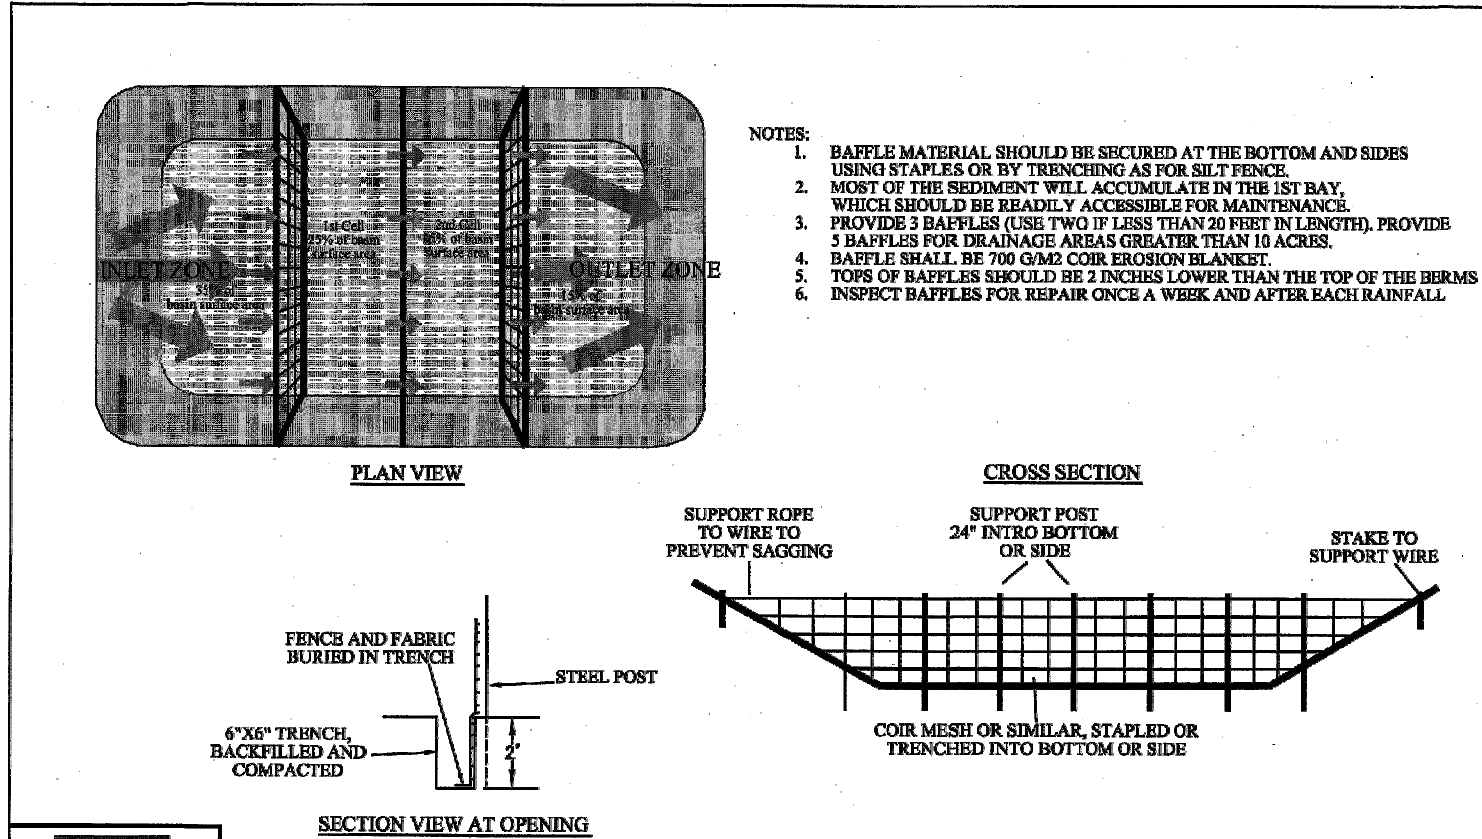 NOTES:
1. BAFFLE MATERIAL SHOULD BE SECURED AT THE BOTTOM AND SIDES
USING STAPLES OR BY TRENCHING AS FOR SILT FENCE.
2. MOST OF THE SEDIMENT WILL ACCUMULATE IN THE 1ST BAY,
WHICH SHOULD BE READILY ACCESSIBLE FOR MAINTENANCE.
3. PROVIDE 3 BAFFLES (USE TWO IF LESS THAN 20 FEET IN LENGTH). PROVIDE
5 BAFFLES FOR DRAINAGE AREAS GREATER THAN 10 ACRES.
4. BAFFLE SHALL BE 700 G/M2 COIR EROSION BLANKET.
5. TOPS OF BAFFLES SHOULD BE 2 INCHES LOWER THAN THE TOP OF THE BERMS
6. INSPECT BAFFLES FOR REPAIR ONCE A WEEK AND AFTER EACH RAINFALL
INLET ZONE
35% of
basin surface area
1st Cell
25% of basin
surface area
2nd Cell
of basin
surface area
OUTLET ZONE
15% of
basin surface area
PLAN VIEW
CROSS SECTION
SUPPORT ROPE
TO WIRE TO
PREVENT SAGGING
SUPPORT POST
24" INTRO BOTTOM
OR SIDE
STAKE TO
SUPPORT WIRE
COIR MESH OR SIMILAR, STAPLED OR
TRENCHED INTO BOTTOM OR SIDE
FENCE AND FABRIC
BURIED IN TRENCH
STEEL POST
6"X6" TRENCH,
BACKFILLED AND
COMPACTED
2'
SECTION VIEW AT OPENING